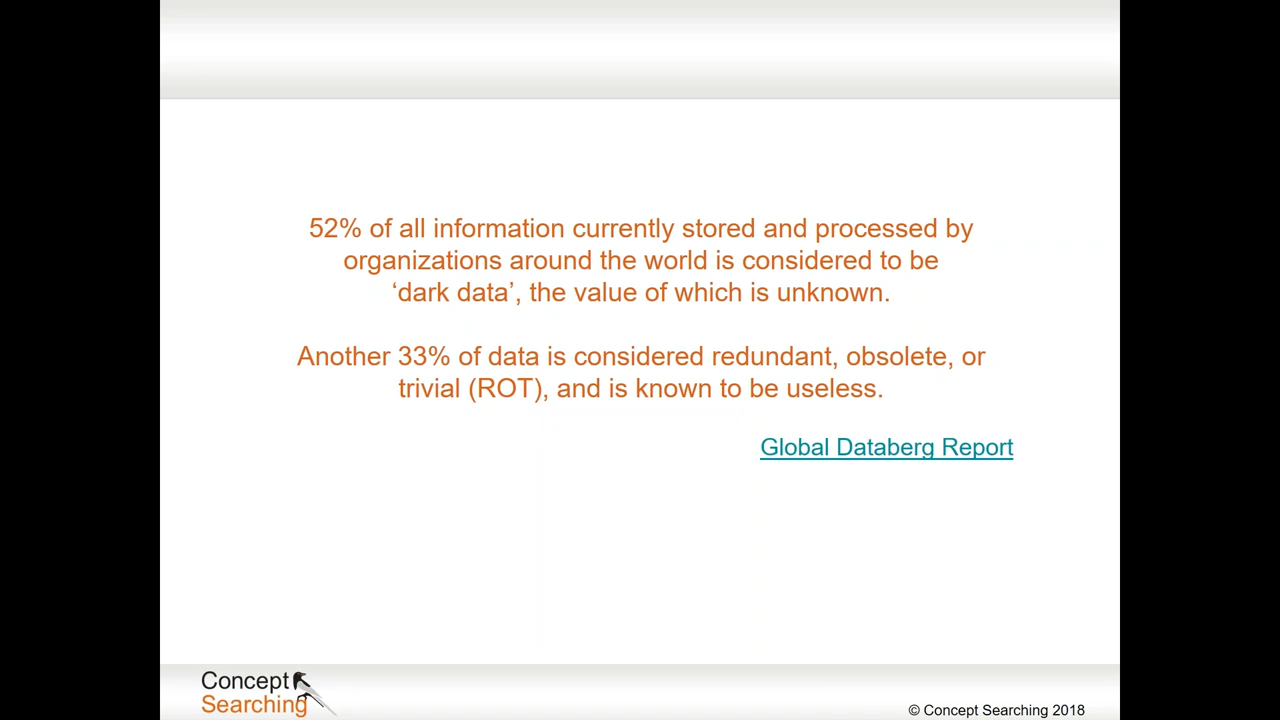 52% of all information currently stored and processed by
organizations around the world is considered to be
‘dark data’, the value of which is unknown.
Another 33% of data is considered redundant, obsolete, or
trivial (ROT), and is known to be useless.
Global Databerg Report
Concept
Searching
© Concept Searching 2018